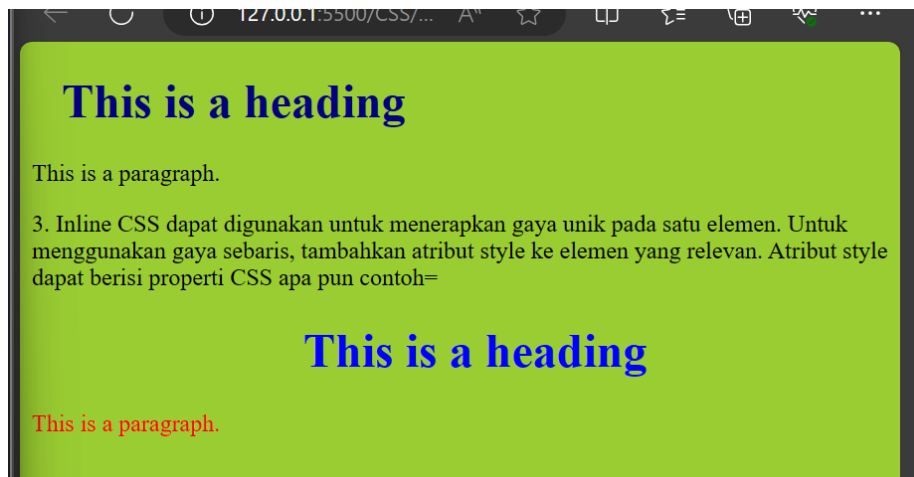 127.0.0.1:5500/CSS/...
This is a heading
This is a paragraph.
3. Inline CSS dapat digunakan untuk menerapkan gaya unik pada satu elemen. Untuk
menggunakan gaya sebaris, tambahkan atribut style ke elemen yang relevan. Atribut style
dapat berisi properti CSS apa pun contoh=
This is a heading
This is a paragraph.